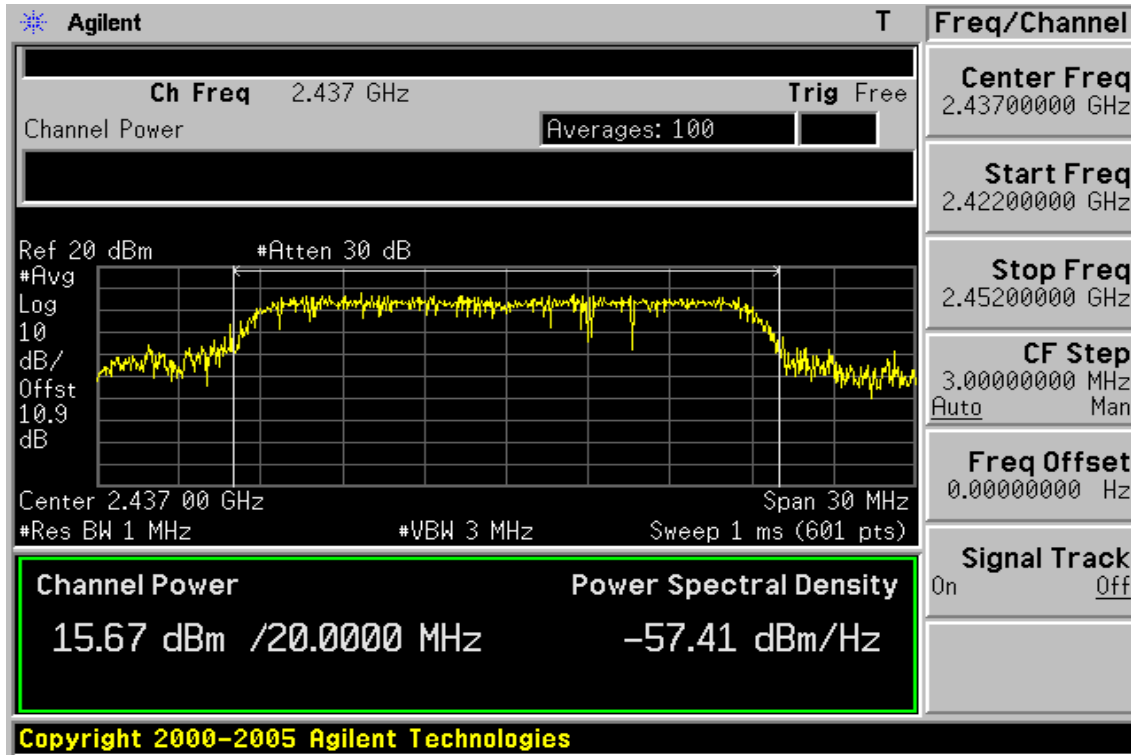 Agilent T
Freq/Channel
Ch Freq 2.437 GHz Trig Free
Channel Power Averages: 100
Ref 20 dBm #Atten 30 dB
#Avg
Log
10
dB/
Offst
10.9
dB
Center 2.437 00 GHz Span 30 MHz
#Res BW 1 MHz #VBW 3 MHz Sweep 1 ms (601 pts)
Channel Power Power Spectral Density
15.67 dBm /20.0000 MHz -57.41 dBm/Hz
Center Freq
2.43700000 GHz
Start Freq
2.42200000 GHz
Stop Freq
2.45200000 GHz
CF Step
3.00000000 MHz
Auto Man
Freq Offset
0.00000000 Hz
Signal Track
On Off
Copyright 2000-2005 Agilent Technologies